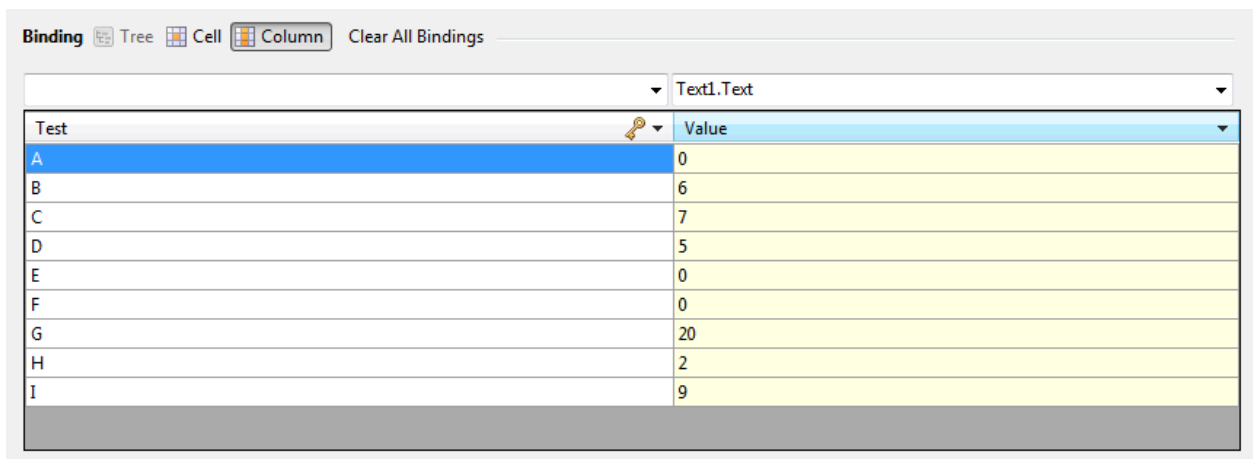 Binding Tree Cell Column Clear All Bindings
Text1.Text
Test Value
A 0
B 6
C 7
D 5
E 0
F 0
G 20
H 2
I 9